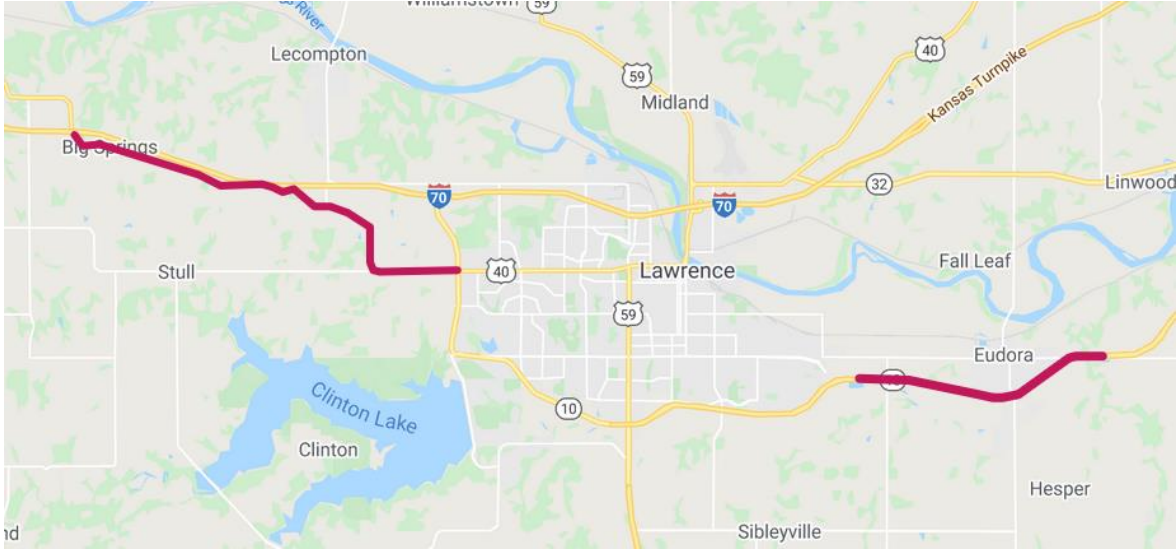 Williamstown
59
River
Lecompton
40
59
Kansas Turnpike
Midland
Big Springs
32
Linwood
70
70
Stull
40
Lawrence
Fall Leaf
59
Eudora
Clinton Lake
10
Clinton
Hesper
Sibleyville